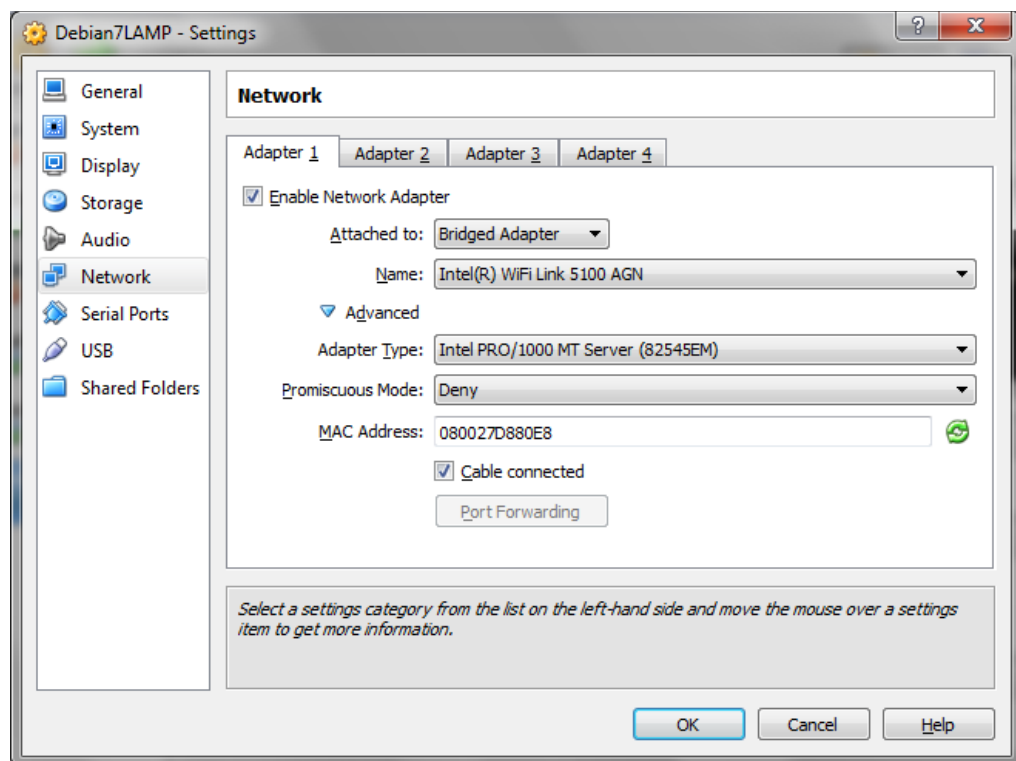 Debian7LAMP - Settings
General
System
Display
Storage
Audio
Network
Serial Ports
USB
Shared Folders
Network
Adapter 1 Adapter 2 Adapter 3 Adapter 4
Enable Network Adapter
Attached to: Bridged Adapter
Name: Intel(R) WiFi Link 5100 AGN
Advanced
Adapter Type: Intel PRO/1000 MT Server (82545EM)
Promiscuous Mode: Deny
MAC Address: 080027D880E8
Cable connected
Port Forwarding
Select a settings category from the list on the left-hand side and move the mouse over a settings
item to get more information.
OK Cancel Help